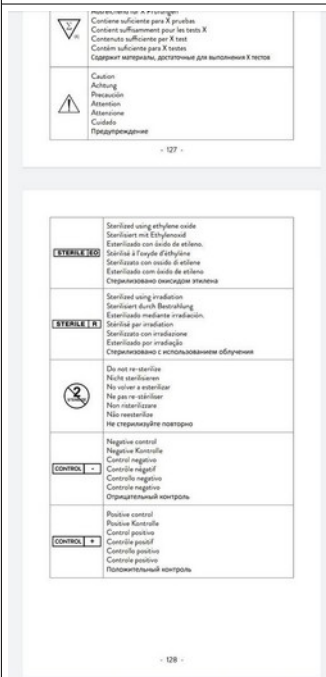 Contiene suficiente para X pruebas
Contient suffisamment pour les tests X
Contenuto sufficiente per X test
Contém suficiente para X testes
Содержит материалы, достаточные для выполнения X тестов
Caution
Achtung
Precaución
Attention
Attenzione
Cuidado
Предупреждение
- 127 -
STERILE EO
Sterilized using ethylene oxide
Sterilisiert mit Ethylenoxid
Esterilizado con óxido de etileno.
Stérilisé à l'oxyde d'éthylène
Sterilizzato con ossido di etilene
Esterilizado com óxido de etileno
Стерилизовано окисидом этилена
STERILE R
Sterilized using irradiation
Sterilisiert durch Bestrahlung
Esterilizado mediante irradiación.
Stérilisé par irradiation
Sterilizzato con irradiazione
Esterilizado por irradiação
Стерилизовано с использованием облучения
2
Do not re-sterilize
Nicht sterilisieren
No volver a esterilizar
Ne pas re-stériliser
Non risterilizzare
Não reesterilize
Не стерилизуйте повторно
CONTROL -
Negative control
Negative Kontrolle
Control negativo
Contrôle négatif
Controllo negativo
Controle negativo
Отрицательный контроль
CONTROL +
Positive control
Positive Kontrolle
Control positivo
Contrôle positif
Controllo positivo
Controle positivo
Положительный контроль
- 128 -